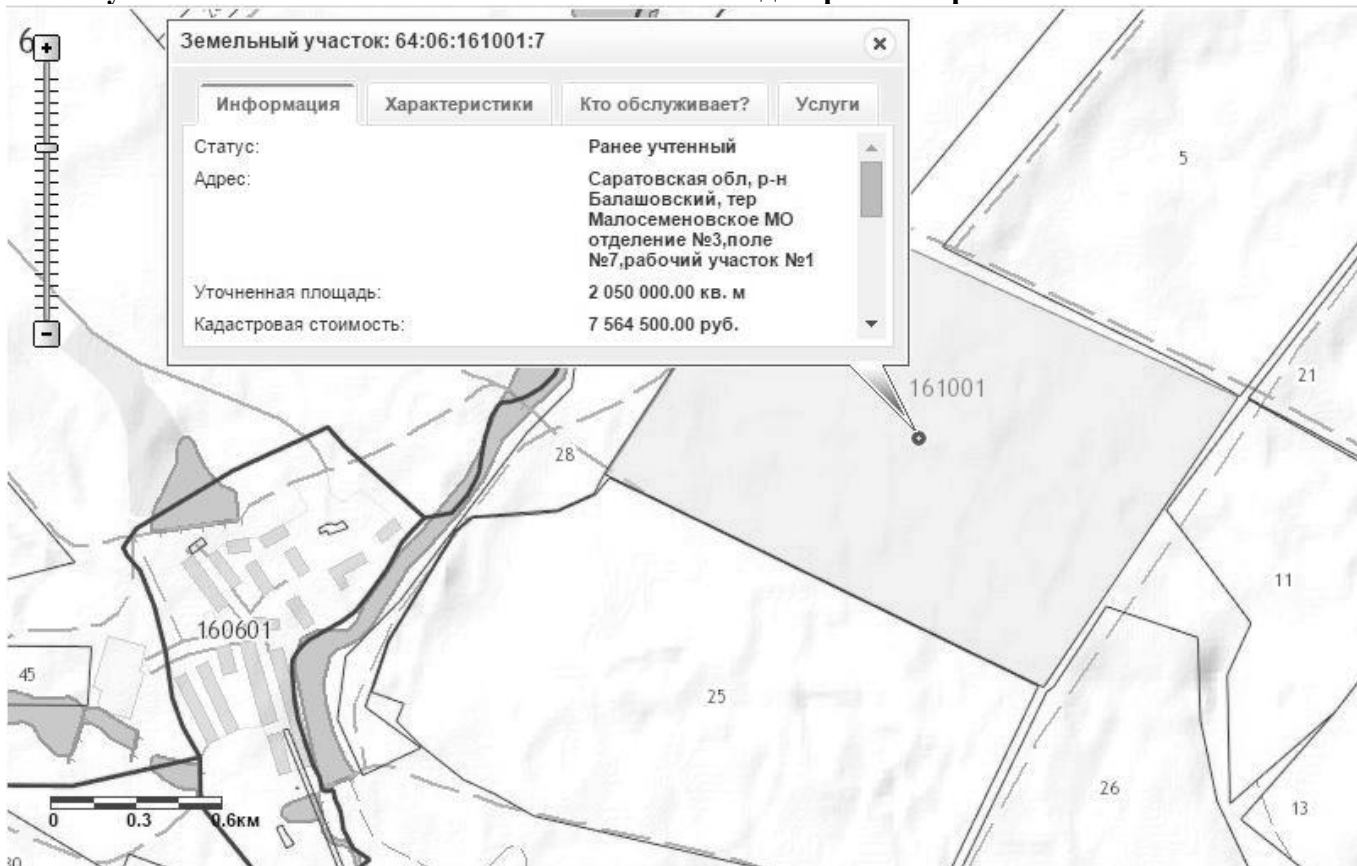 6
Земельный участок: 64:06:161001:7
Информация
Характеристики
Кто обслуживает?
Услуги
Статус:
Ранее учтенный
Адрес:
Саратовская обл, р-н
Балашовский, тер
Малосеменовское МО
отделение №3,поле
№7,рабочий участок №1
Уточненная площадь:
2 050 000.00 кв. м
Кадастровая стоимость:
7 564 500.00 руб.
5
21
161001
28
11
160601
45
25
26
13
0
0.3
0.6км